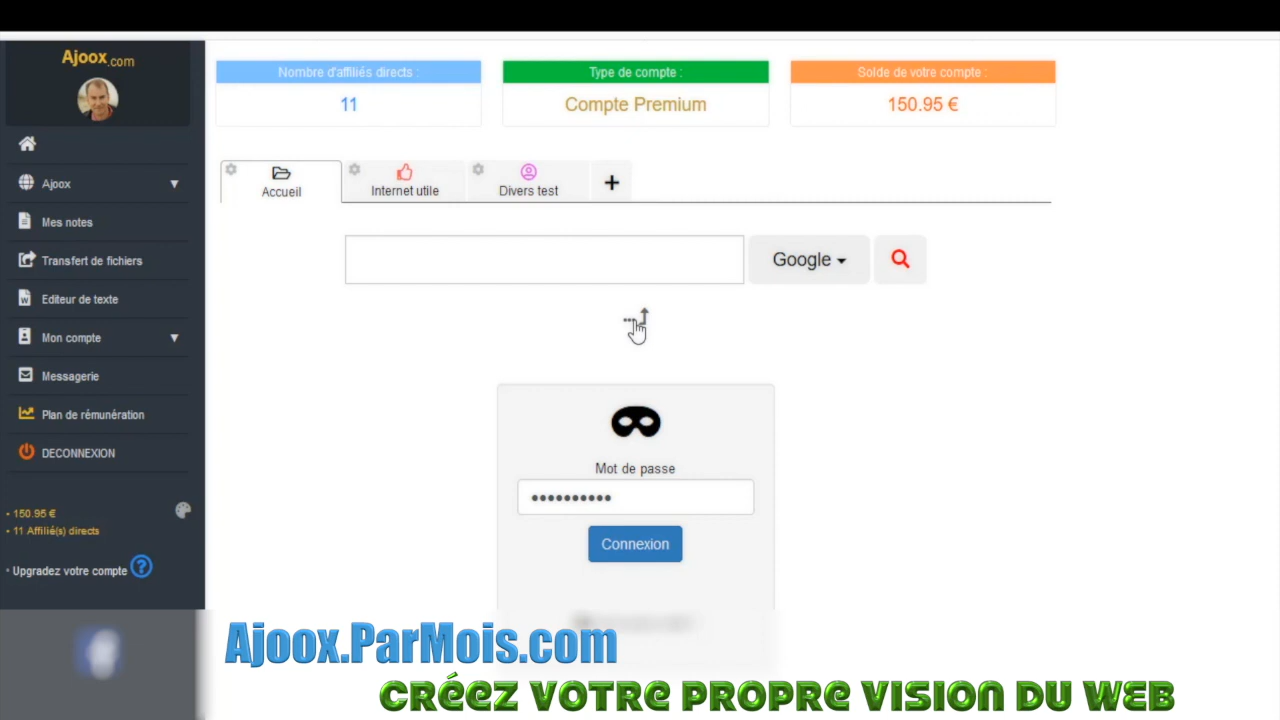 Ajoox.com
Nombre d'affiliés directs :
11
Type de compte :
Compte Premium
Solde de votre compte :
150.95 €
Accueil
Internet utile
Divers test
+
Google
Ajoox
Mes notes
Transfert de fichiers
Editeur de texte
Mon compte
Messagerie
Plan de rémunération
DECONNEXION
• 150.95 €
• 11 Affilié(s) directs
• Upgradez votre compte ?
Mot de passe
••••••••••
Connexion
Ajoox.ParMois.com
CRÉEZ VOTRE PROPRE VISION DU WEB